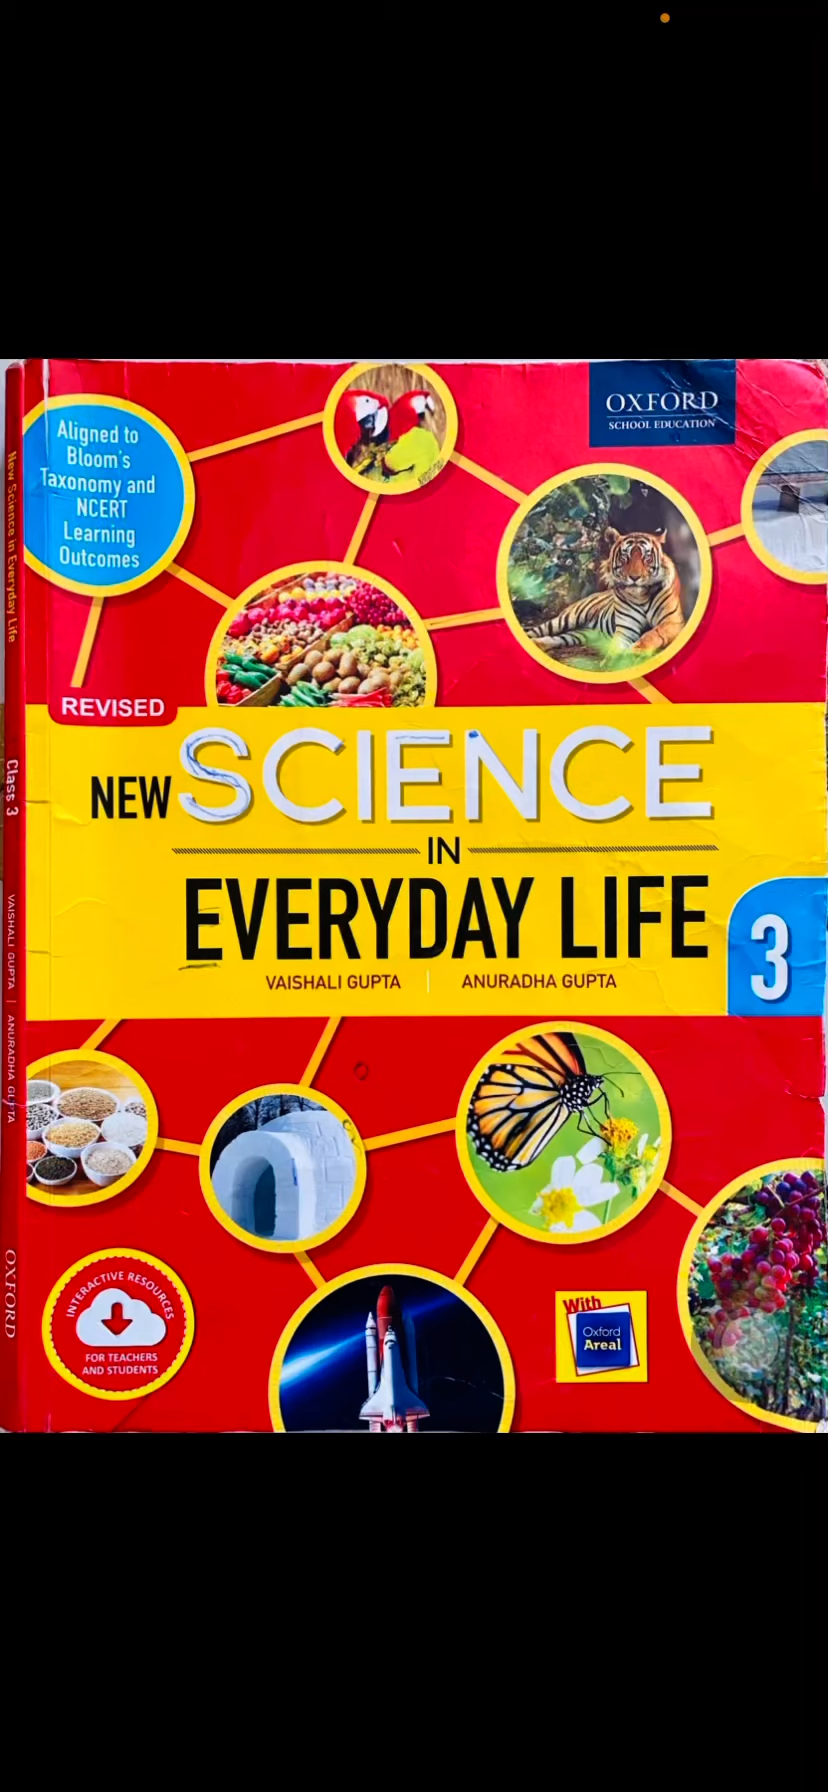 OXFORD
SCHOOL EDUCATION
Aligned to
Bloom's
Taxonomy and
NCERT
Learning
Outcomes
REVISED
NEW SCIENCE
IN
EVERYDAY LIFE
3
VAISHALI GUPTA | ANURADHA GUPTA
INTERACTIVE RESOURCES
FOR TEACHERS
AND STUDENTS
With
Oxford
Areal
New Science in Everyday Life
Class 3
VAISHALI GUPTA | ANURADHA GUPTA
OXFORD